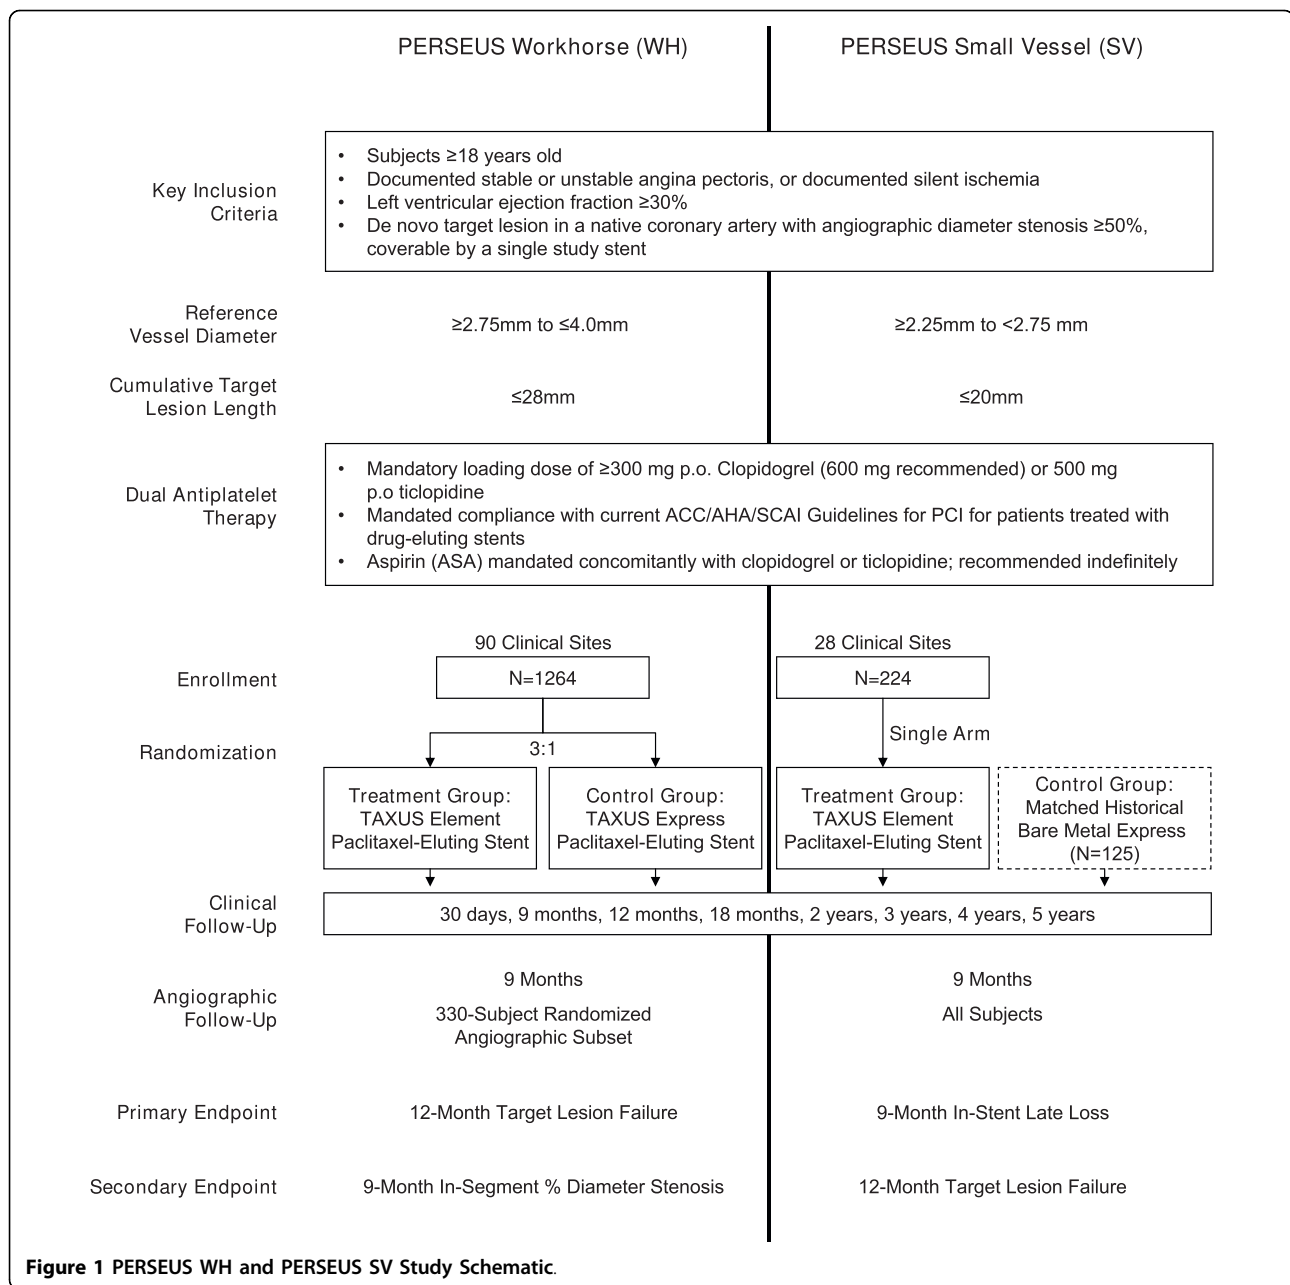 PERSEUS Workhorse (WH)
PERSEUS Small Vessel (SV)
Key Inclusion
Criteria
• Subjects ≥18 years old
• Documented stable or unstable angina pectoris, or documented silent ischemia
• Left ventricular ejection fraction ≥30%
• De novo target lesion in a native coronary artery with angiographic diameter stenosis ≥50%,
coverable by a single study stent
Reference
Vessel Diameter
≥2.75mm to ≤4.0mm
≥2.25mm to <2.75 mm
Cumulative Target
Lesion Length
≤28mm
≤20mm
Dual Antiplatelet
Therapy
• Mandatory loading dose of ≥300 mg p.o. Clopidogrel (600 mg recommended) or 500 mg
p.o ticlopidine
• Mandated compliance with current ACC/AHA/SCAI Guidelines for PCI for patients treated with
drug-eluting stents
• Aspirin (ASA) mandated concomitantly with clopidogrel or ticlopidine; recommended indefinitely
90 Clinical Sites
28 Clinical Sites
Enrollment
N=1264
N=224
Randomization
3:1
Single Arm
Treatment Group:
TAXUS Element
Paclitaxel-Eluting Stent
Control Group:
TAXUS Express
Paclitaxel-Eluting Stent
Treatment Group:
TAXUS Element
Paclitaxel-Eluting Stent
Control Group:
Matched Historical
Bare Metal Express
(N=125)
Clinical
Follow-Up
30 days, 9 months, 12 months, 18 months, 2 years, 3 years, 4 years, 5 years
Angiographic
Follow-Up
9 Months
330-Subject Randomized
Angiographic Subset
9 Months
All Subjects
Primary Endpoint
12-Month Target Lesion Failure
9-Month In-Stent Late Loss
Secondary Endpoint
9-Month In-Segment % Diameter Stenosis
12-Month Target Lesion Failure
Figure 1 PERSEUS WH and PERSEUS SV Study Schematic.